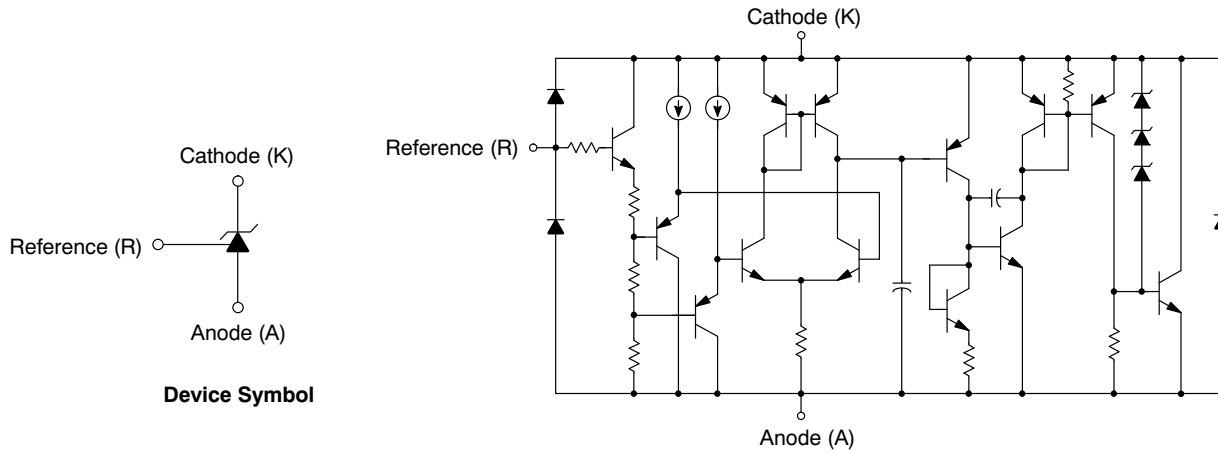 Cathode (K)
Reference (R)
Anode (A)
Device Symbol
Cathode (K)
Reference (R)
Anode (A)